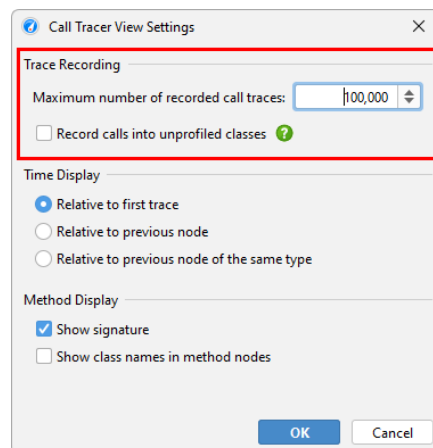 Call Tracer View Settings
Trace Recording
Maximum number of recorded call traces: 100,000
Record calls into unprofiled classes ?
Time Display
Relative to first trace
Relative to previous node
Relative to previous node of the same type
Method Display
Show signature
Show class names in method nodes
OK Cancel